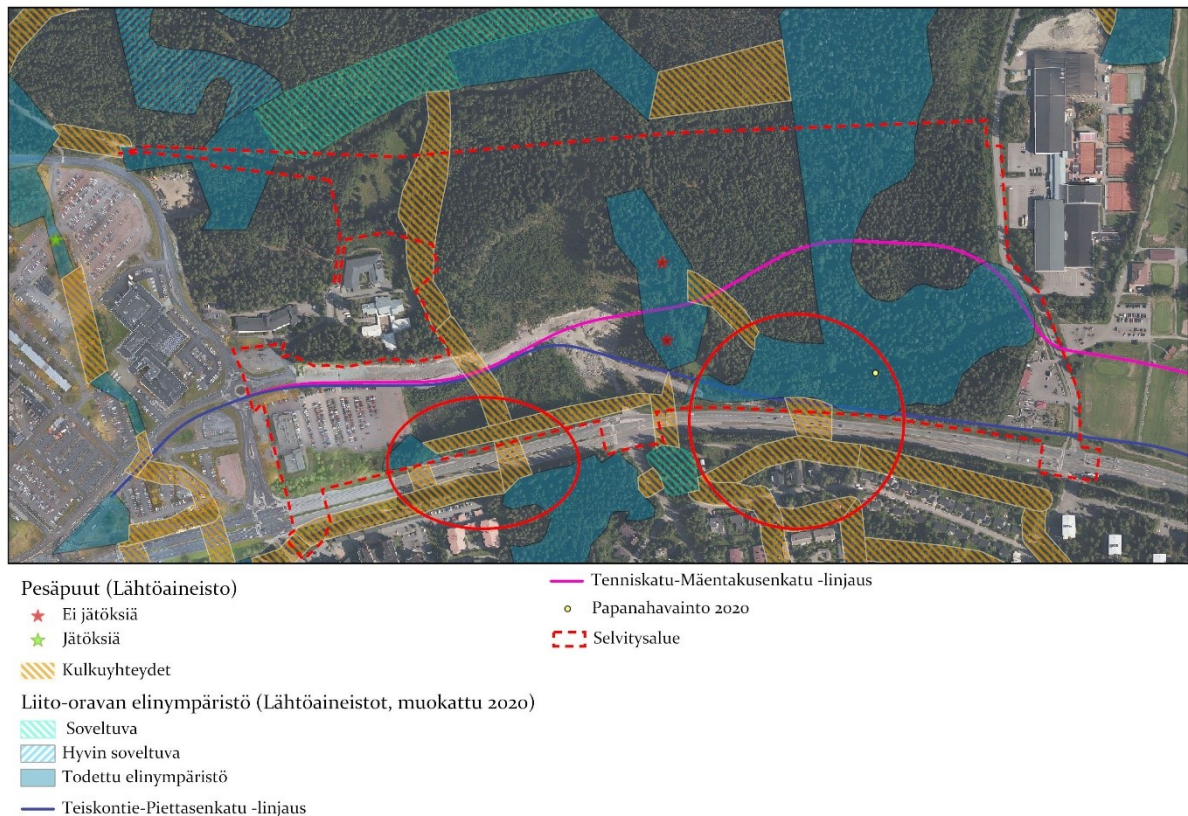 Pesäpuut (Lähtöaineisto)
Ei jätöksiä
Jätöksiä
Kulkuyhteydet
Liito-oravan elinympäristö (Lähtöaineistot, muokattu 2020)
Soveltuva
Hyvin soveltuva
Todettu elinympäristö
Teiskontie-Piettasenkatu -linjaus
Tenniskatu-Mäentakusenkatu -linjaus
Papanahavainto 2020
Selvitysalue